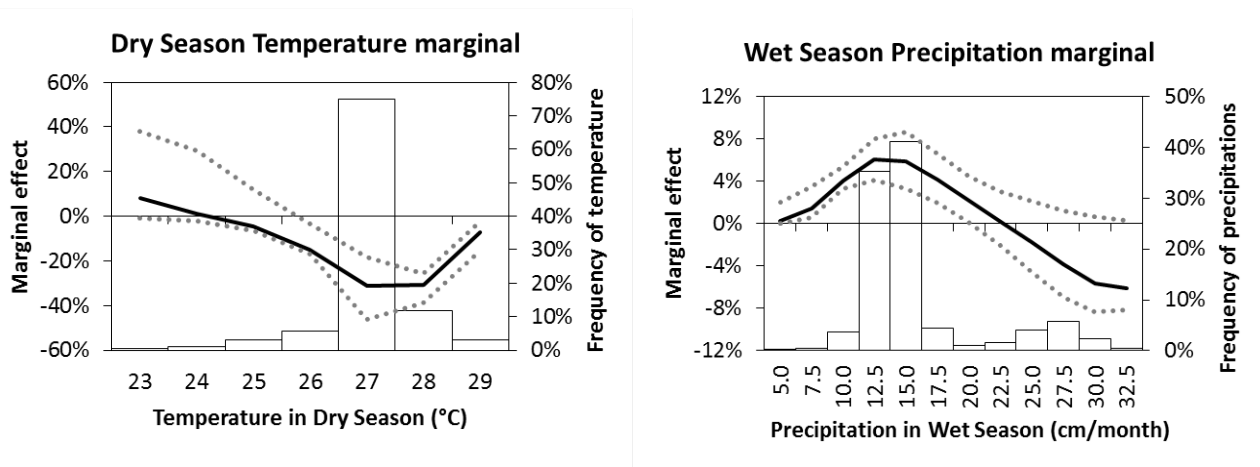 Dry Season Temperature marginal
60%
40%
20%
0%
-20%
-40%
-60%
Marginal effect
80%
70%
60%
50%
40%
30%
20%
10%
0%
Frequency of temperature
23 24 25 26 27 28 29
Temperature in Dry Season (°C)
Wet Season Precipitation marginal
12%
8%
4%
0%
-4%
-8%
-12%
Marginal effect
50%
40%
30%
20%
10%
0%
Frequency of precipitations
5.0 7.5 10.0 12.5 15.0 17.5 20.0 22.5 25.0 27.5 30.0 32.5
Precipitation in Wet Season (cm/month)